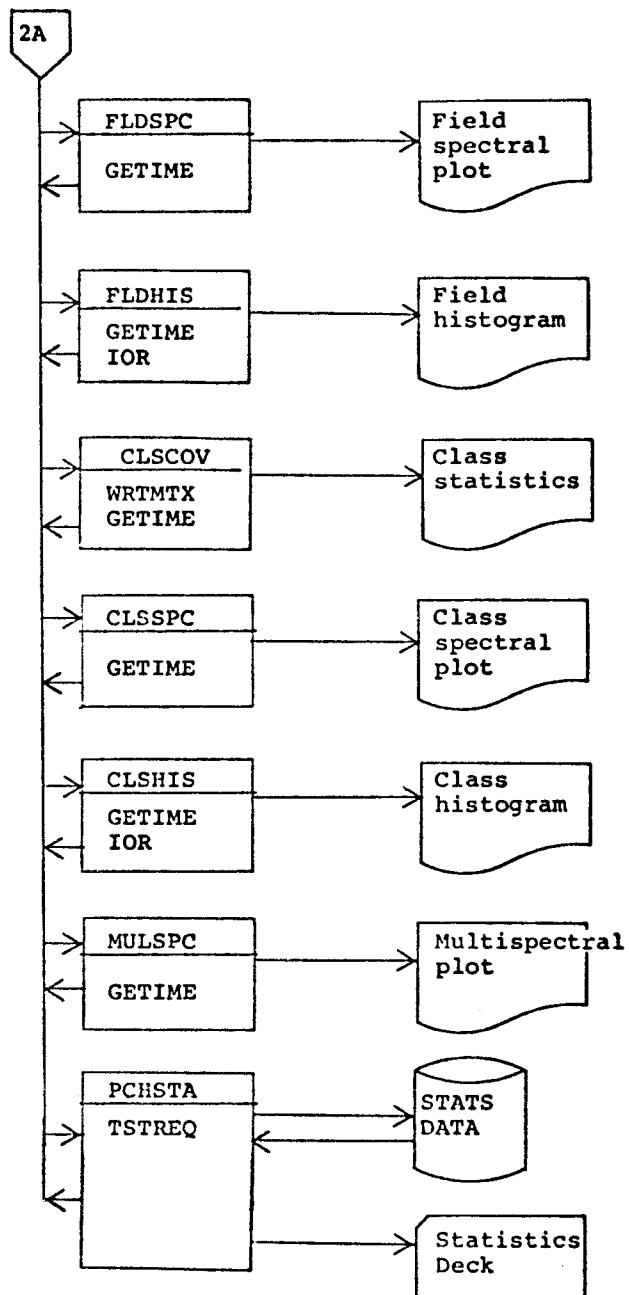 2A
FLDSPC
GETIME
Field
spectral
plot
FLDHIS
GETIME
IOR
Field
histogram
CLSCOV
WRTMTX
GETIME
Class
statistics
CLSSPC
GETIME
Class
spectral
plot
CLSHIS
GETIME
IOR
Class
histogram
MULSPC
GETIME
Multispectral
plot
PCHSTA
TSTREQ
STATS
DATA
Statistics
Deck